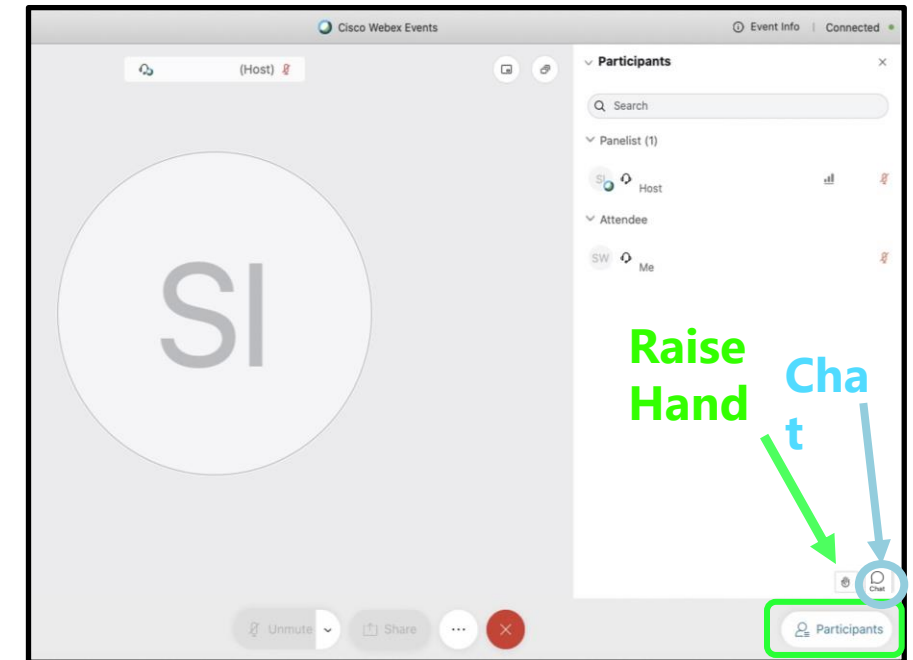 Cisco Webex Events
Event Info | Connected
(Host)
Participants
Search
Panelist (1)
SI
Host
Attendee
SW
Me
SI
Raise
Hand
Cha
t
Chat
Unmute
Share
Participants